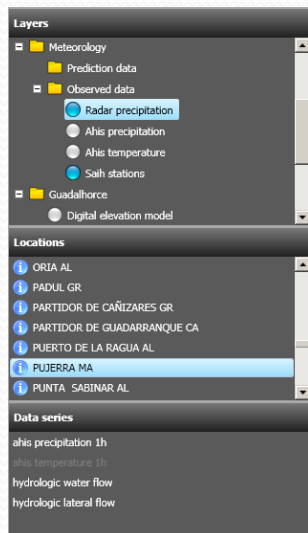 Layers
Meteorology
Prediction data
Observed data
Radar precipitation
Ahis precipitation
Ahis temperature
Saih stations
Guadalhorce
Digital elevation model
Locations
ORIA AL
PADUL GR
PARTIDOR DE CAÑIZARES GR
PARTIDOR DE GUADARRANQUE CA
PUERTO DE LA RAGUA AL
PUJERRA MA
PUNTA SABINAR AL
Data series
ahis precipitation 1h
ahis temperature 1h
hydrologic water flow
hydrologic lateral flow